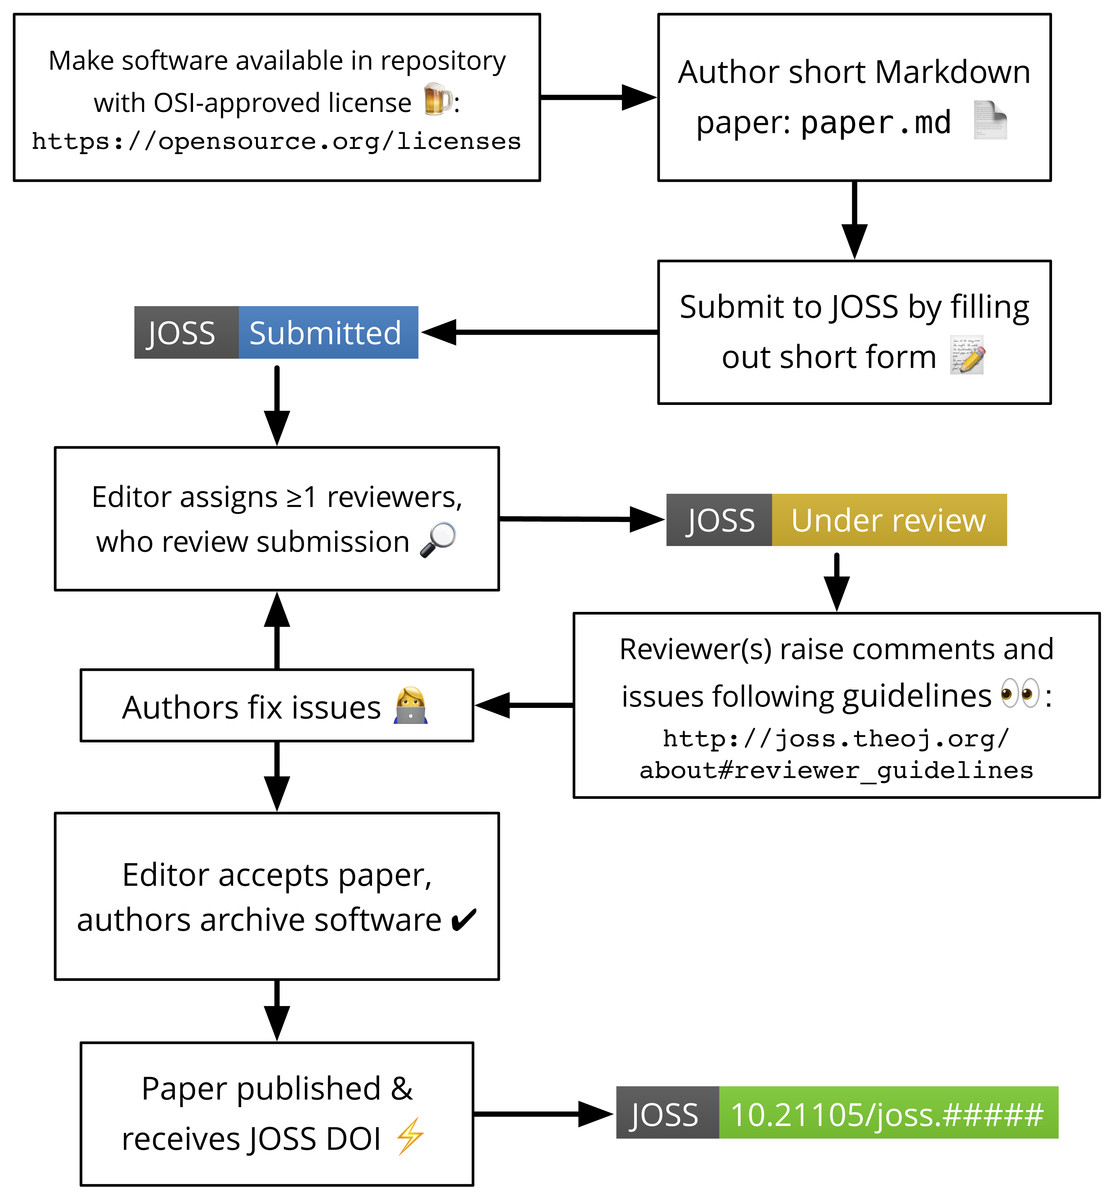 Make software available in repository
with OSI-approved license 🍺:
https://opensource.org/licenses
Author short Markdown
paper: paper.md 📄
Submit to JOSS by filling
out short form 📝
JOSS Submitted
Editor assigns ≥1 reviewers,
who review submission 🔎
JOSS Under review
Reviewer(s) raise comments and
issues following guidelines 👀:
http://joss.theoj.org/
about#reviewer_guidelines
Authors fix issues 👩‍💻
Editor accepts paper,
authors archive software ✔
Paper published &
receives JOSS DOI ⚡
JOSS 10.21105/joss.#####